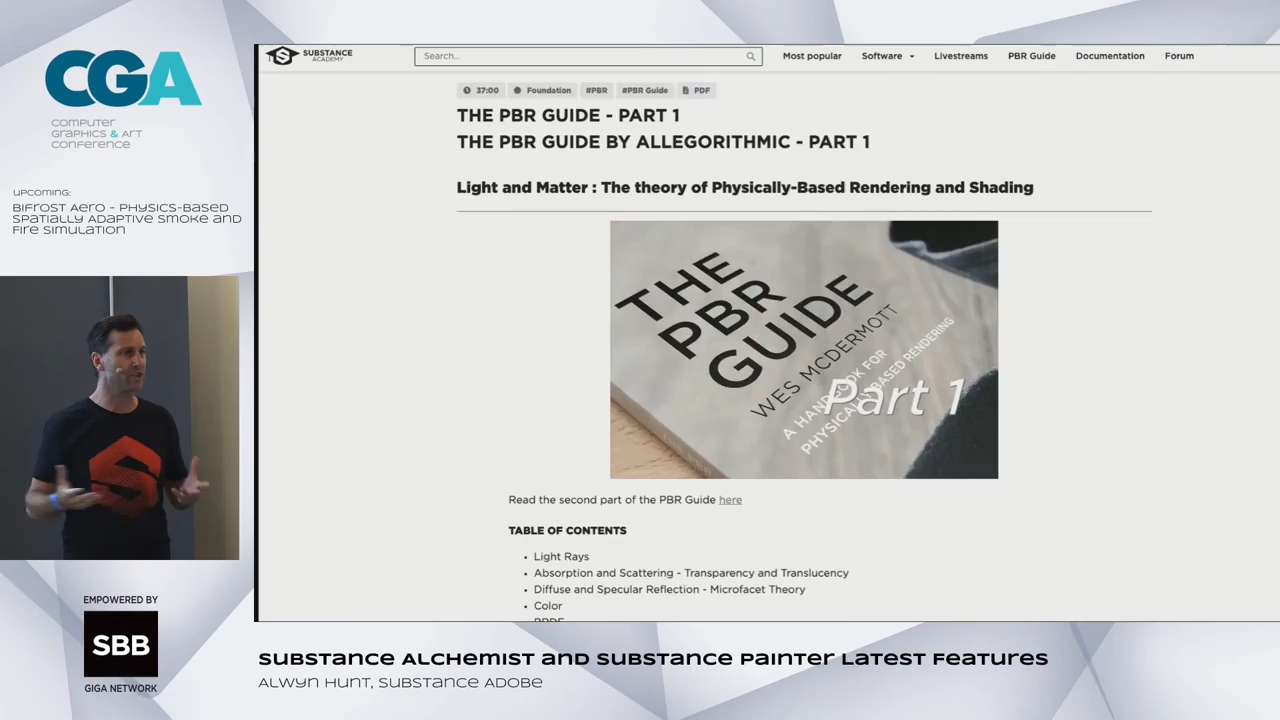 CGA
COMPUTER
GRAPHICS & ART
CONFERENCE
UPCOMING:
BIFROST AERO - PHYSICS-BASED
SPATIALLY ADAPTIVE SMOKE AND
FIRE SIMULATION
EMPOWERED BY
SBB
GIGA NETWORK
SUBSTANCE
ACADEMY
Search...
Most popular
Software
Livestreams
PBR Guide
Documentation
Forum
37:00
Foundation
#PBR
#PBR Guide
PDF
THE PBR GUIDE - PART 1
THE PBR GUIDE BY ALLEGORITHMIC - PART 1
Light and Matter : The theory of Physically-Based Rendering and Shading
THE
PBR
GUIDE
WES MCDERMOTT
A HANDBOOK FOR
PHYSICALLY-BASED RENDERING
Part 1
Read the second part of the PBR Guide here
TABLE OF CONTENTS
Light Rays
Absorption and Scattering - Transparency and Translucency
Diffuse and Specular Reflection - Microfacet Theory
Color
SUBSTANCE ALCHEMIST AND SUBSTANCE PAINTER LATEST FEATURES
ALWYN HUNT, SUBSTANCE ADOBE